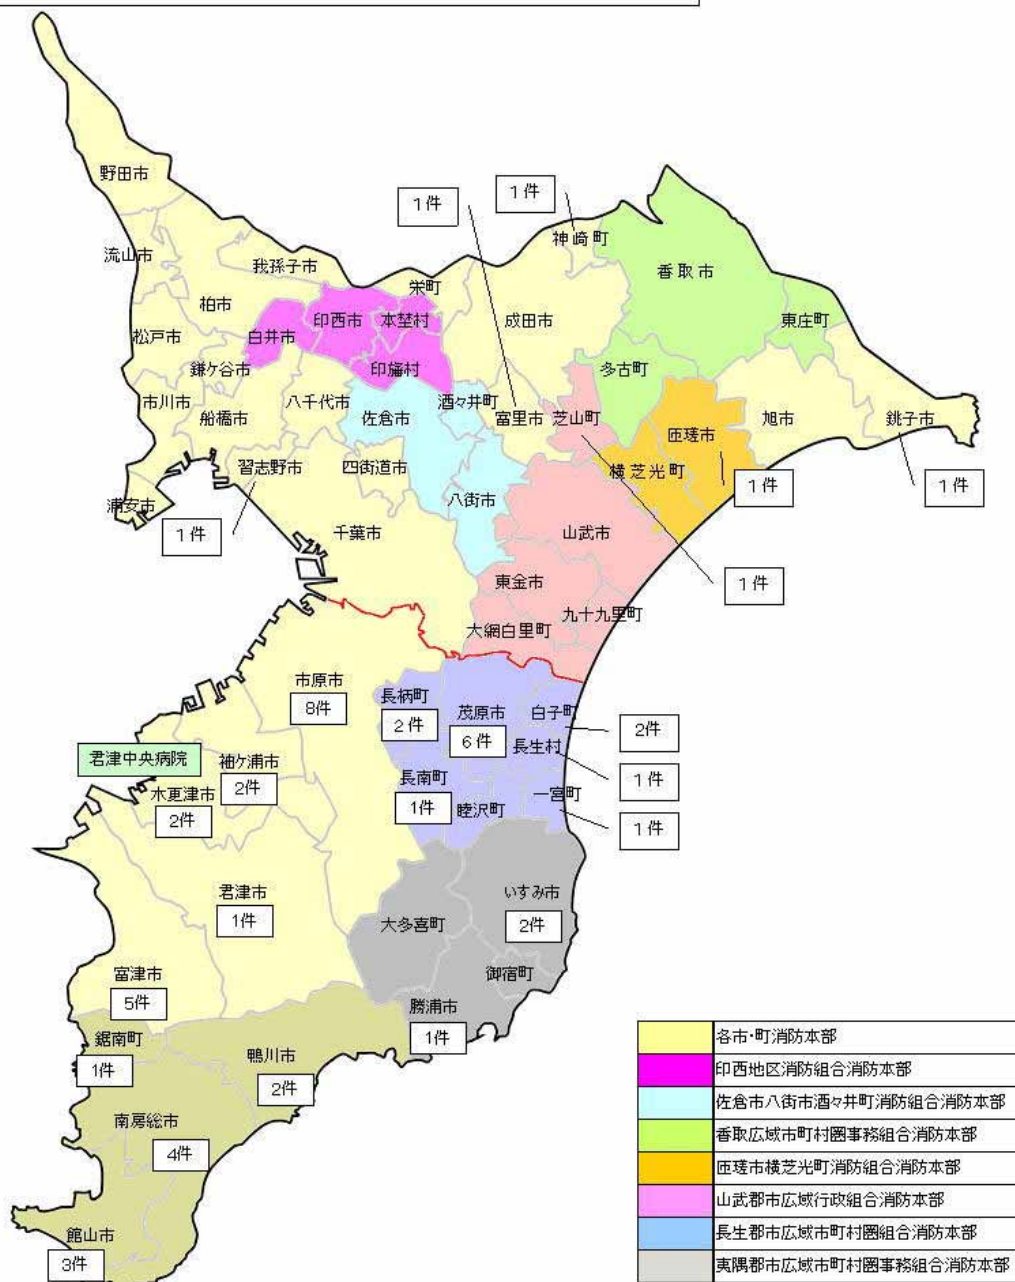 野田市
1件
1件
流山市
我孫子市
神崎町
香取市
柏市
栄町
印西市
本埜村
成田市
東庄町
松戸市
白井市
鎌ケ谷市
印旛村
多古町
市川市
船橋市
八千代市
佐倉市
酒々井町
富里市
芝山町
匝瑳市
旭市
銚子市
習志野市
四街道市
横芝光町
浦安市
八街市
1件
1件
1件
千葉市
山武市
1件
東金市
九十九里町
大網白里町
市原市
8件
長柄町
2件
茂原市
6件
白子町
2件
長生村
君津中央病院
袖ケ浦市
2件
長南町
1件
1件
木更津市
2件
睦沢町
一宮町
1件
君津市
1件
大多喜町
いすみ市
2件
富津市
5件
御宿町
勝浦市
1件
鋸南町
1件
鴨川市
2件
南房総市
4件
館山市
3件
各市・町消防本部
印西地区消防組合消防本部
佐倉市八街市酒々井町消防組合消防本部
香取広域市町村圏事務組合消防本部
匝瑳市横芝光町消防組合消防本部
山武郡市広域行政組合消防本部
長生郡市広域市町村圏組合消防本部
夷隅郡市広域市町村圏事務組合消防本部